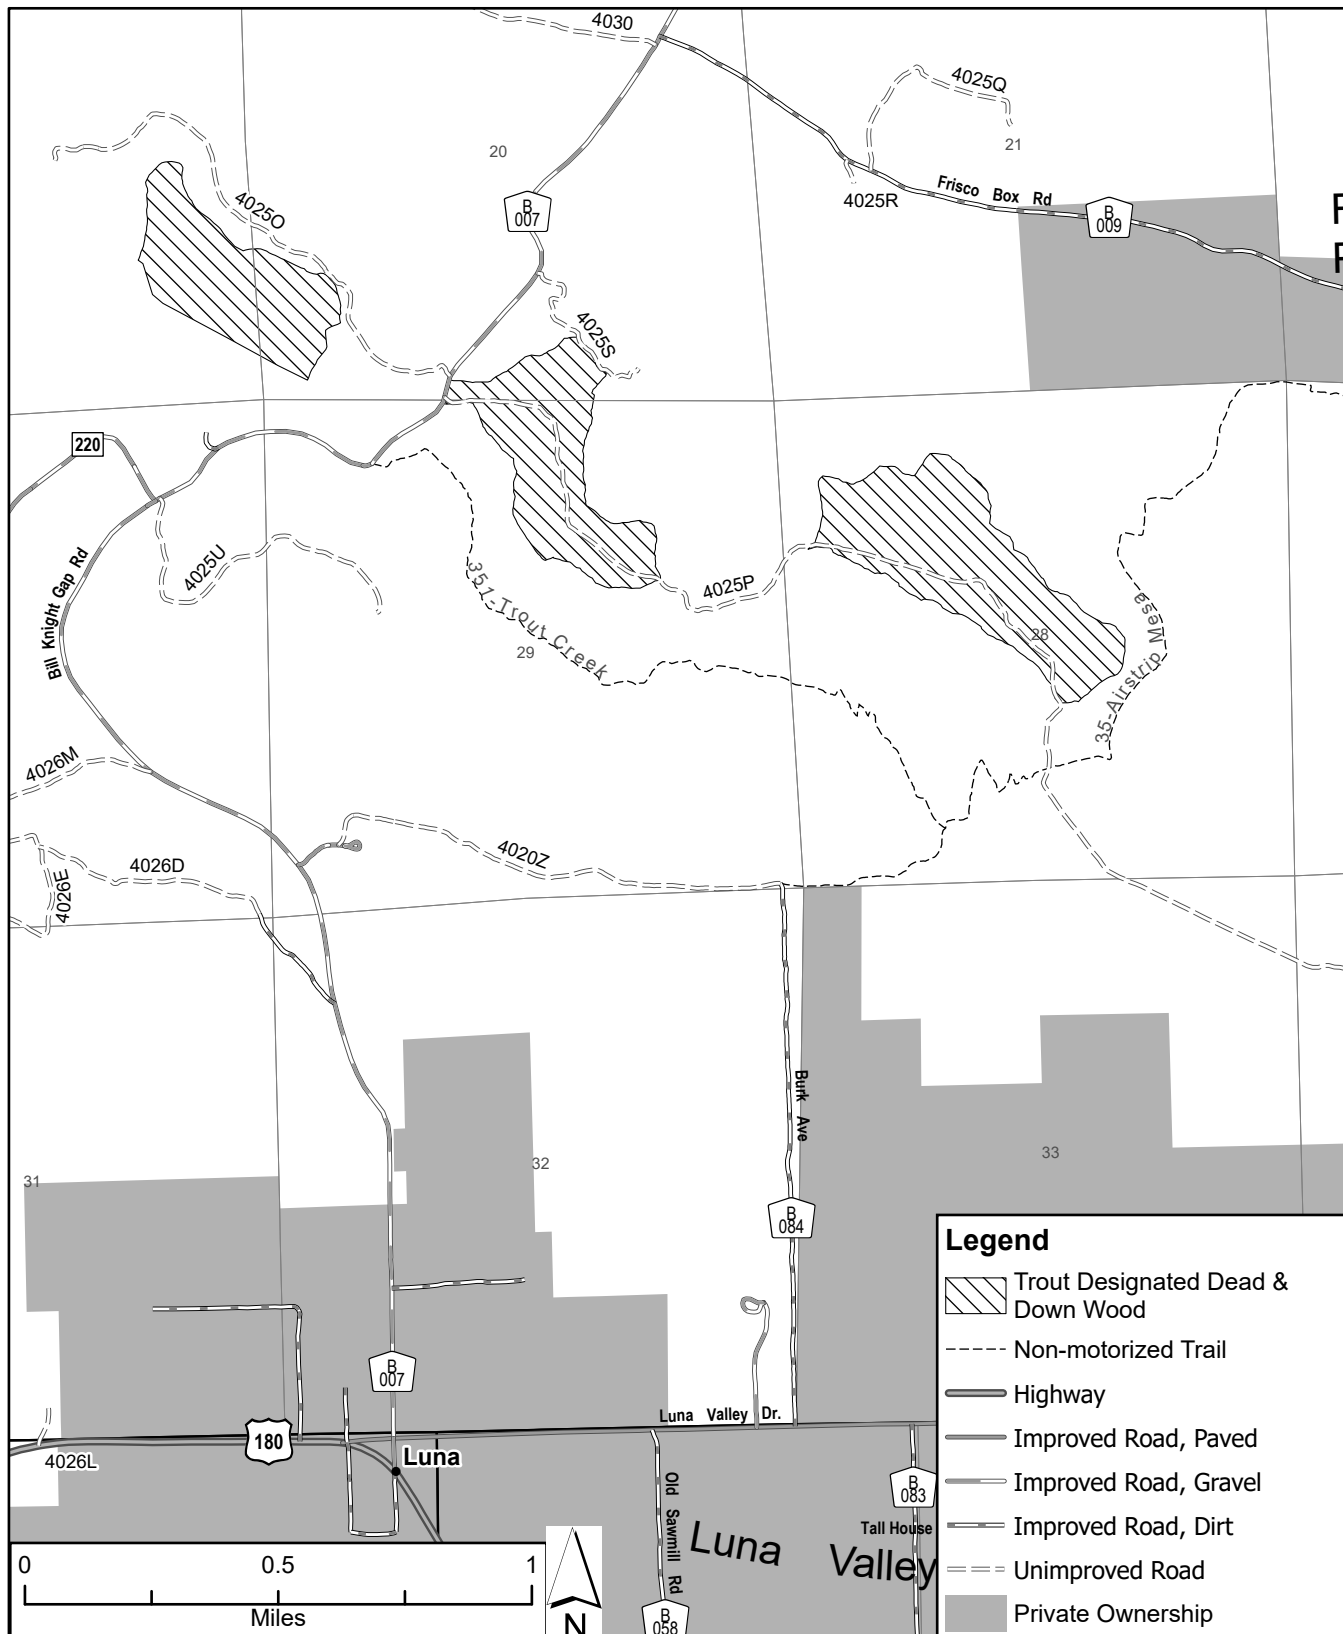 4030
4025Q
20
21
4025O
B
007
4025R
Frisco Box Rd
B
009
4025S
220
Bill Knight Gap Rd
4025U
351-Trout Creek
29
4025P
28
35-Airstrip Mesa
4026M
4026E
4026D
4020Z
Burk Ave
31
32
33
B
084
B
007
Luna Valley Dr.
180
4026L
Luna
Old Sawmill Rd
B
083
Tall House
Luna Valley
B
058
0 0.5 1
Miles
N
Legend
Trout Designated Dead &
Down Wood
Non-motorized Trail
Highway
Improved Road, Paved
Improved Road, Gravel
Improved Road, Dirt
Unimproved Road
Private Ownership